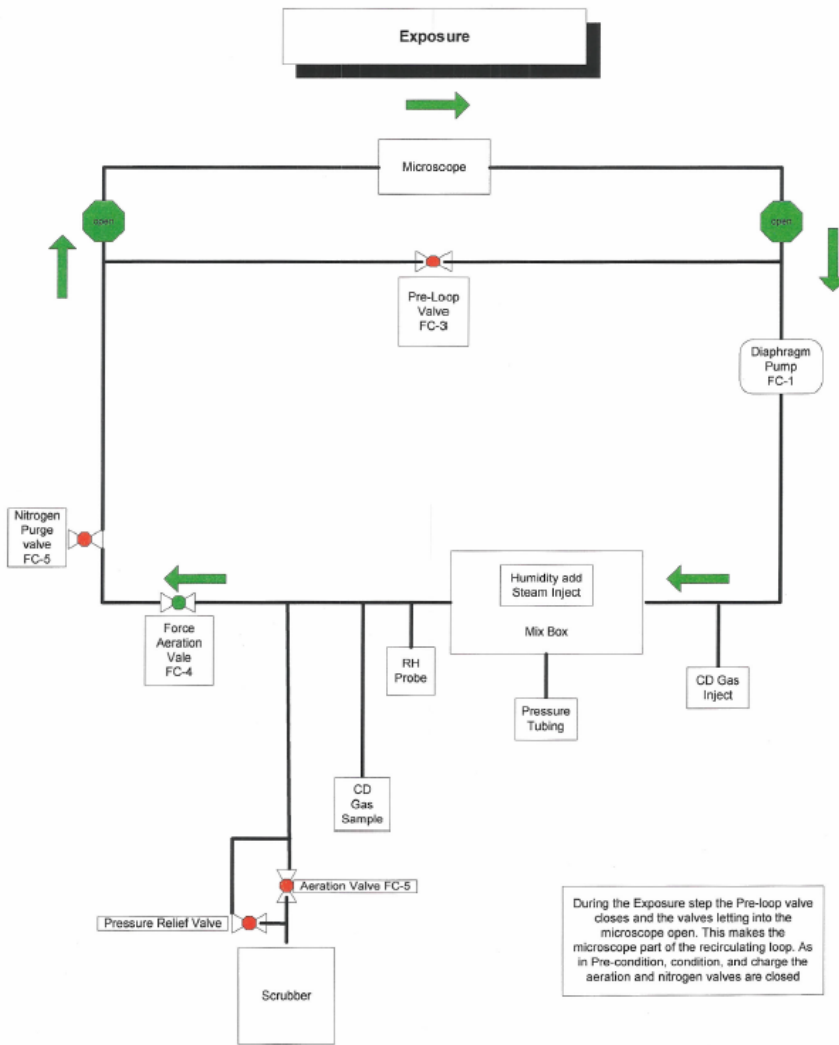 Exposure
Microscope
open
open
Pre-Loop
Valve
FC-3i
Diaphragm
Pump
FC-1
Nitrogen
Purge
valve
FC-5
Humidity add
Steam Inject
Mix Box
Force
Aeration
Vale
FC-4
RH
Probe
CD Gas
Inject
Pressure
Tubing
CD
Gas
Sample
Aeration Valve FC-5
Pressure Relief Valve
Scrubber
During the Exposure step the Pre-loop valve
closes and the valves letting into the
microscope open. This makes the
microscope part of the recirculating loop. As
in Pre-condition, condition, and charge the
aeration and nitrogen valves are closed